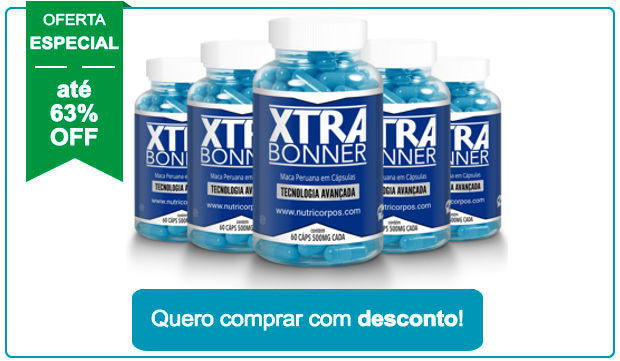 OFERTA
ESPECIAL
até
63%
OFF
XTRA
BONNER
Maca Peruana em Cápsulas
TECNOLOGIA AVANÇADA
www.nutricorpos.com
contém
60 CÁPS 500MG CADA
Quero comprar com desconto!